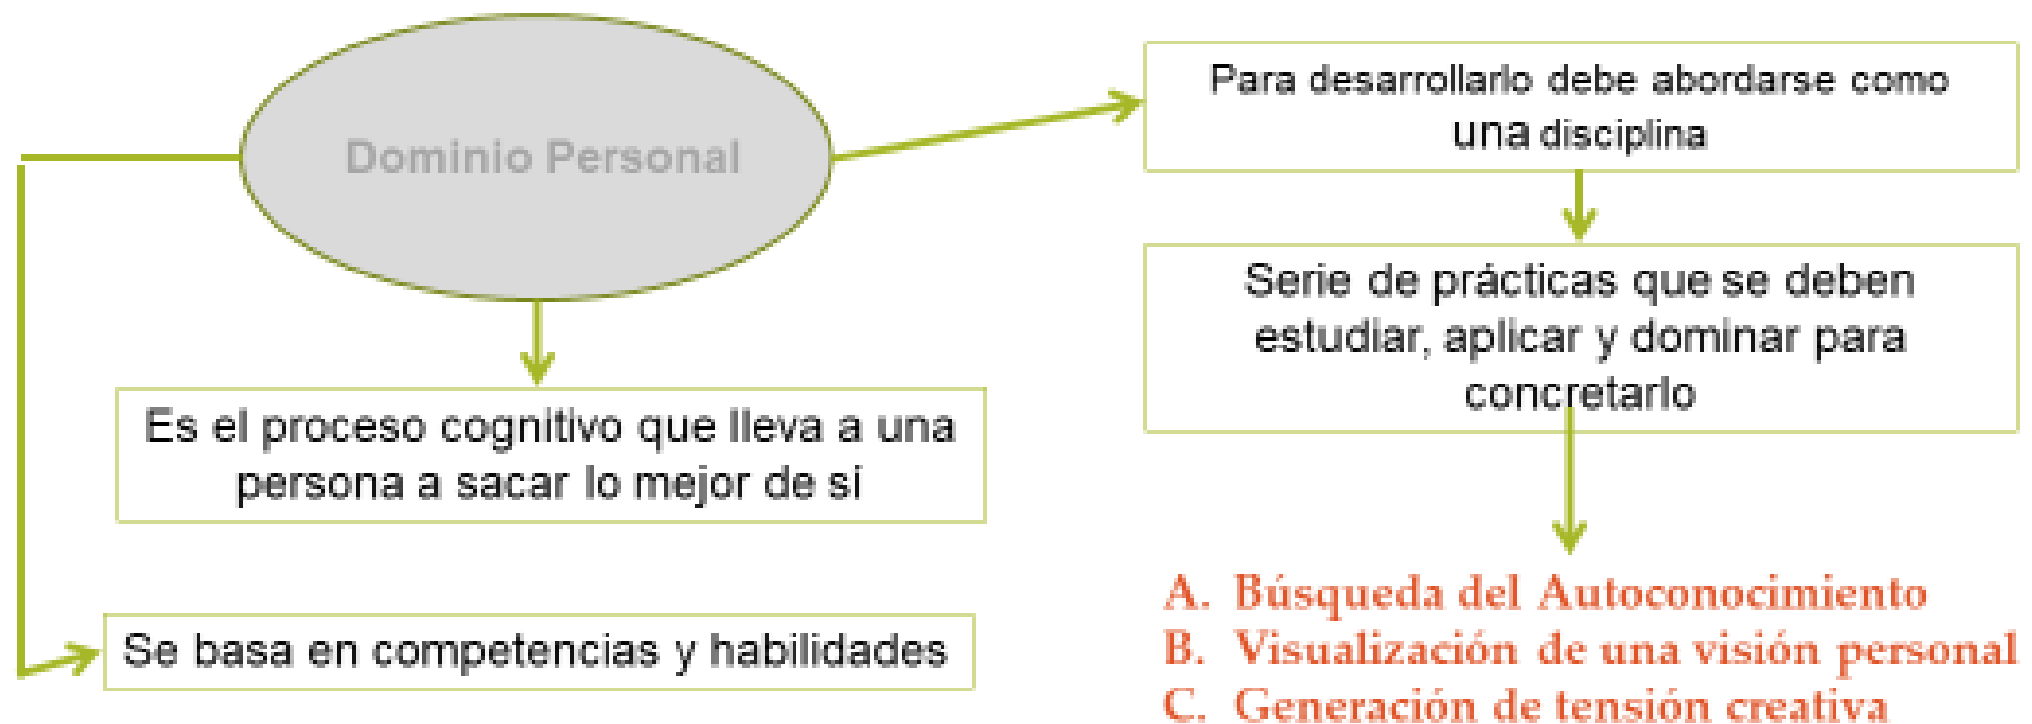 Dominio Personal
Para desarrollarlo debe abordarse como
una disciplina
Serie de prácticas que se deben
estudiar, aplicar y dominar para
concretarlo
Es el proceso cognitivo que lleva a una
persona a sacar lo mejor de sí
Se basa en competencias y habilidades
A. Búsqueda del Autoconocimiento
B. Visualización de una visión personal
C. Generación de tensión creativa